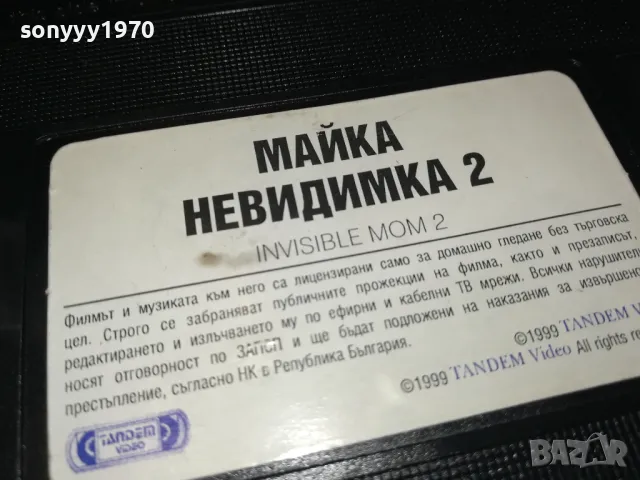 sonyyy1970
МАЙКА
НЕВИДИМКА 2
INVISIBLE MOM 2
Филмът и музиката към него са лицензирани само за домашно гледане без търговска
цел. Строго се забраняват публичните прожекции на филма, както и презаписът,
редактирането и излъчването му по ефирни и кабелни ТВ мрежи. Всички нарушители
носят отговорност по ЗАПСП и ще бъдат подложени на наказания за извършено
престъпление, съгласно НК в Република България.
©1999 TANDEM V
©1999 TANDEM Video All rights re
TANDEM
VIDEO
BAZAR